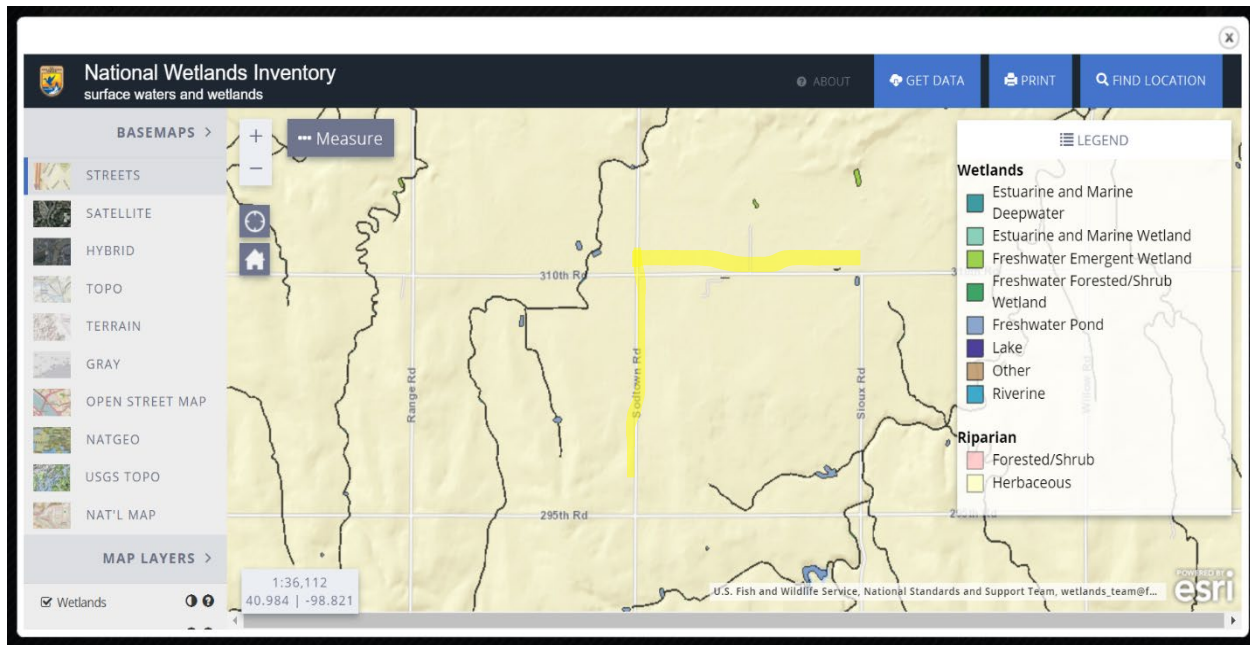 National Wetlands Inventory
surface waters and wetlands
ABOUT
GET DATA
PRINT
FIND LOCATION
BASEMAPS >
STREETS
SATELLITE
HYBRID
TOPO
TERRAIN
GRAY
OPEN STREET MAP
NATGEO
USGS TOPO
NAT'L MAP
MAP LAYERS >
Wetlands
+
Measure
−
310th Rd
Range Rd
Sodtown Rd
Sioux Rd
295th Rd
1:36,112
40.984 | -98.821
LEGEND
Wetlands
Estuarine and Marine
Deepwater
Estuarine and Marine Wetland
Freshwater Emergent Wetland
Freshwater Forested/Shrub
Wetland
Freshwater Pond
Lake
Other
Riverine
Willow Rd
Riparian
Forested/Shrub
Herbaceous
U.S. Fish and Wildlife Service, National Standards and Support Team, wetlands_team@f...
POWERED BY
esri